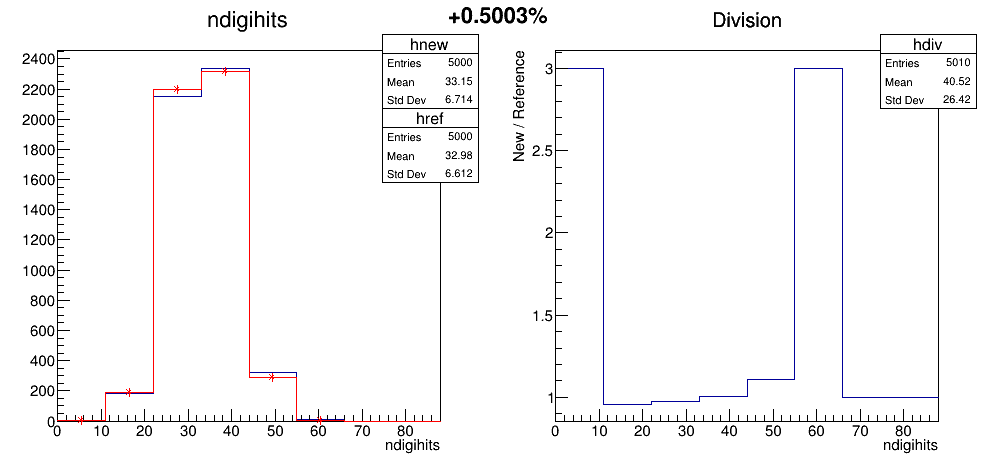 +0.5003%
ndigihits
hnew
Entries 5000
Mean 33.15
Std Dev 6.714
href
Entries 5000
Mean 32.98
Std Dev 6.612
2400
2200
2000
1800
1600
1400
1200
1000
800
600
400
200
0
0 10 20 30 40 50 60 70 80
ndigihits
Division
hdiv
Entries 5010
Mean 40.52
Std Dev 26.42
New / Reference
3
2.5
2
1.5
1
0 10 20 30 40 50 60 70 80
ndigihits